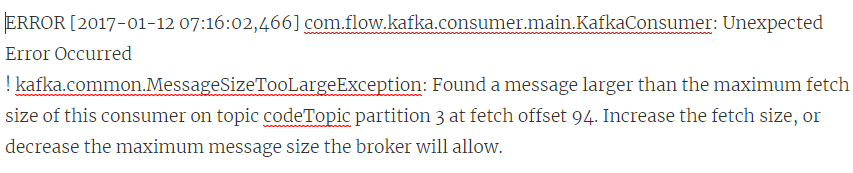 ERROR [2017-01-12 07:16:02,466] com.flow.kafka.consumer.main.KafkaConsumer: Unexpected
Error Occurred
! kafka.common.MessageSizeTooLargeException: Found a message larger than the maximum fetch
size of this consumer on topic codeTopic partition 3 at fetch offset 94. Increase the fetch size, or
decrease the maximum message size the broker will allow.